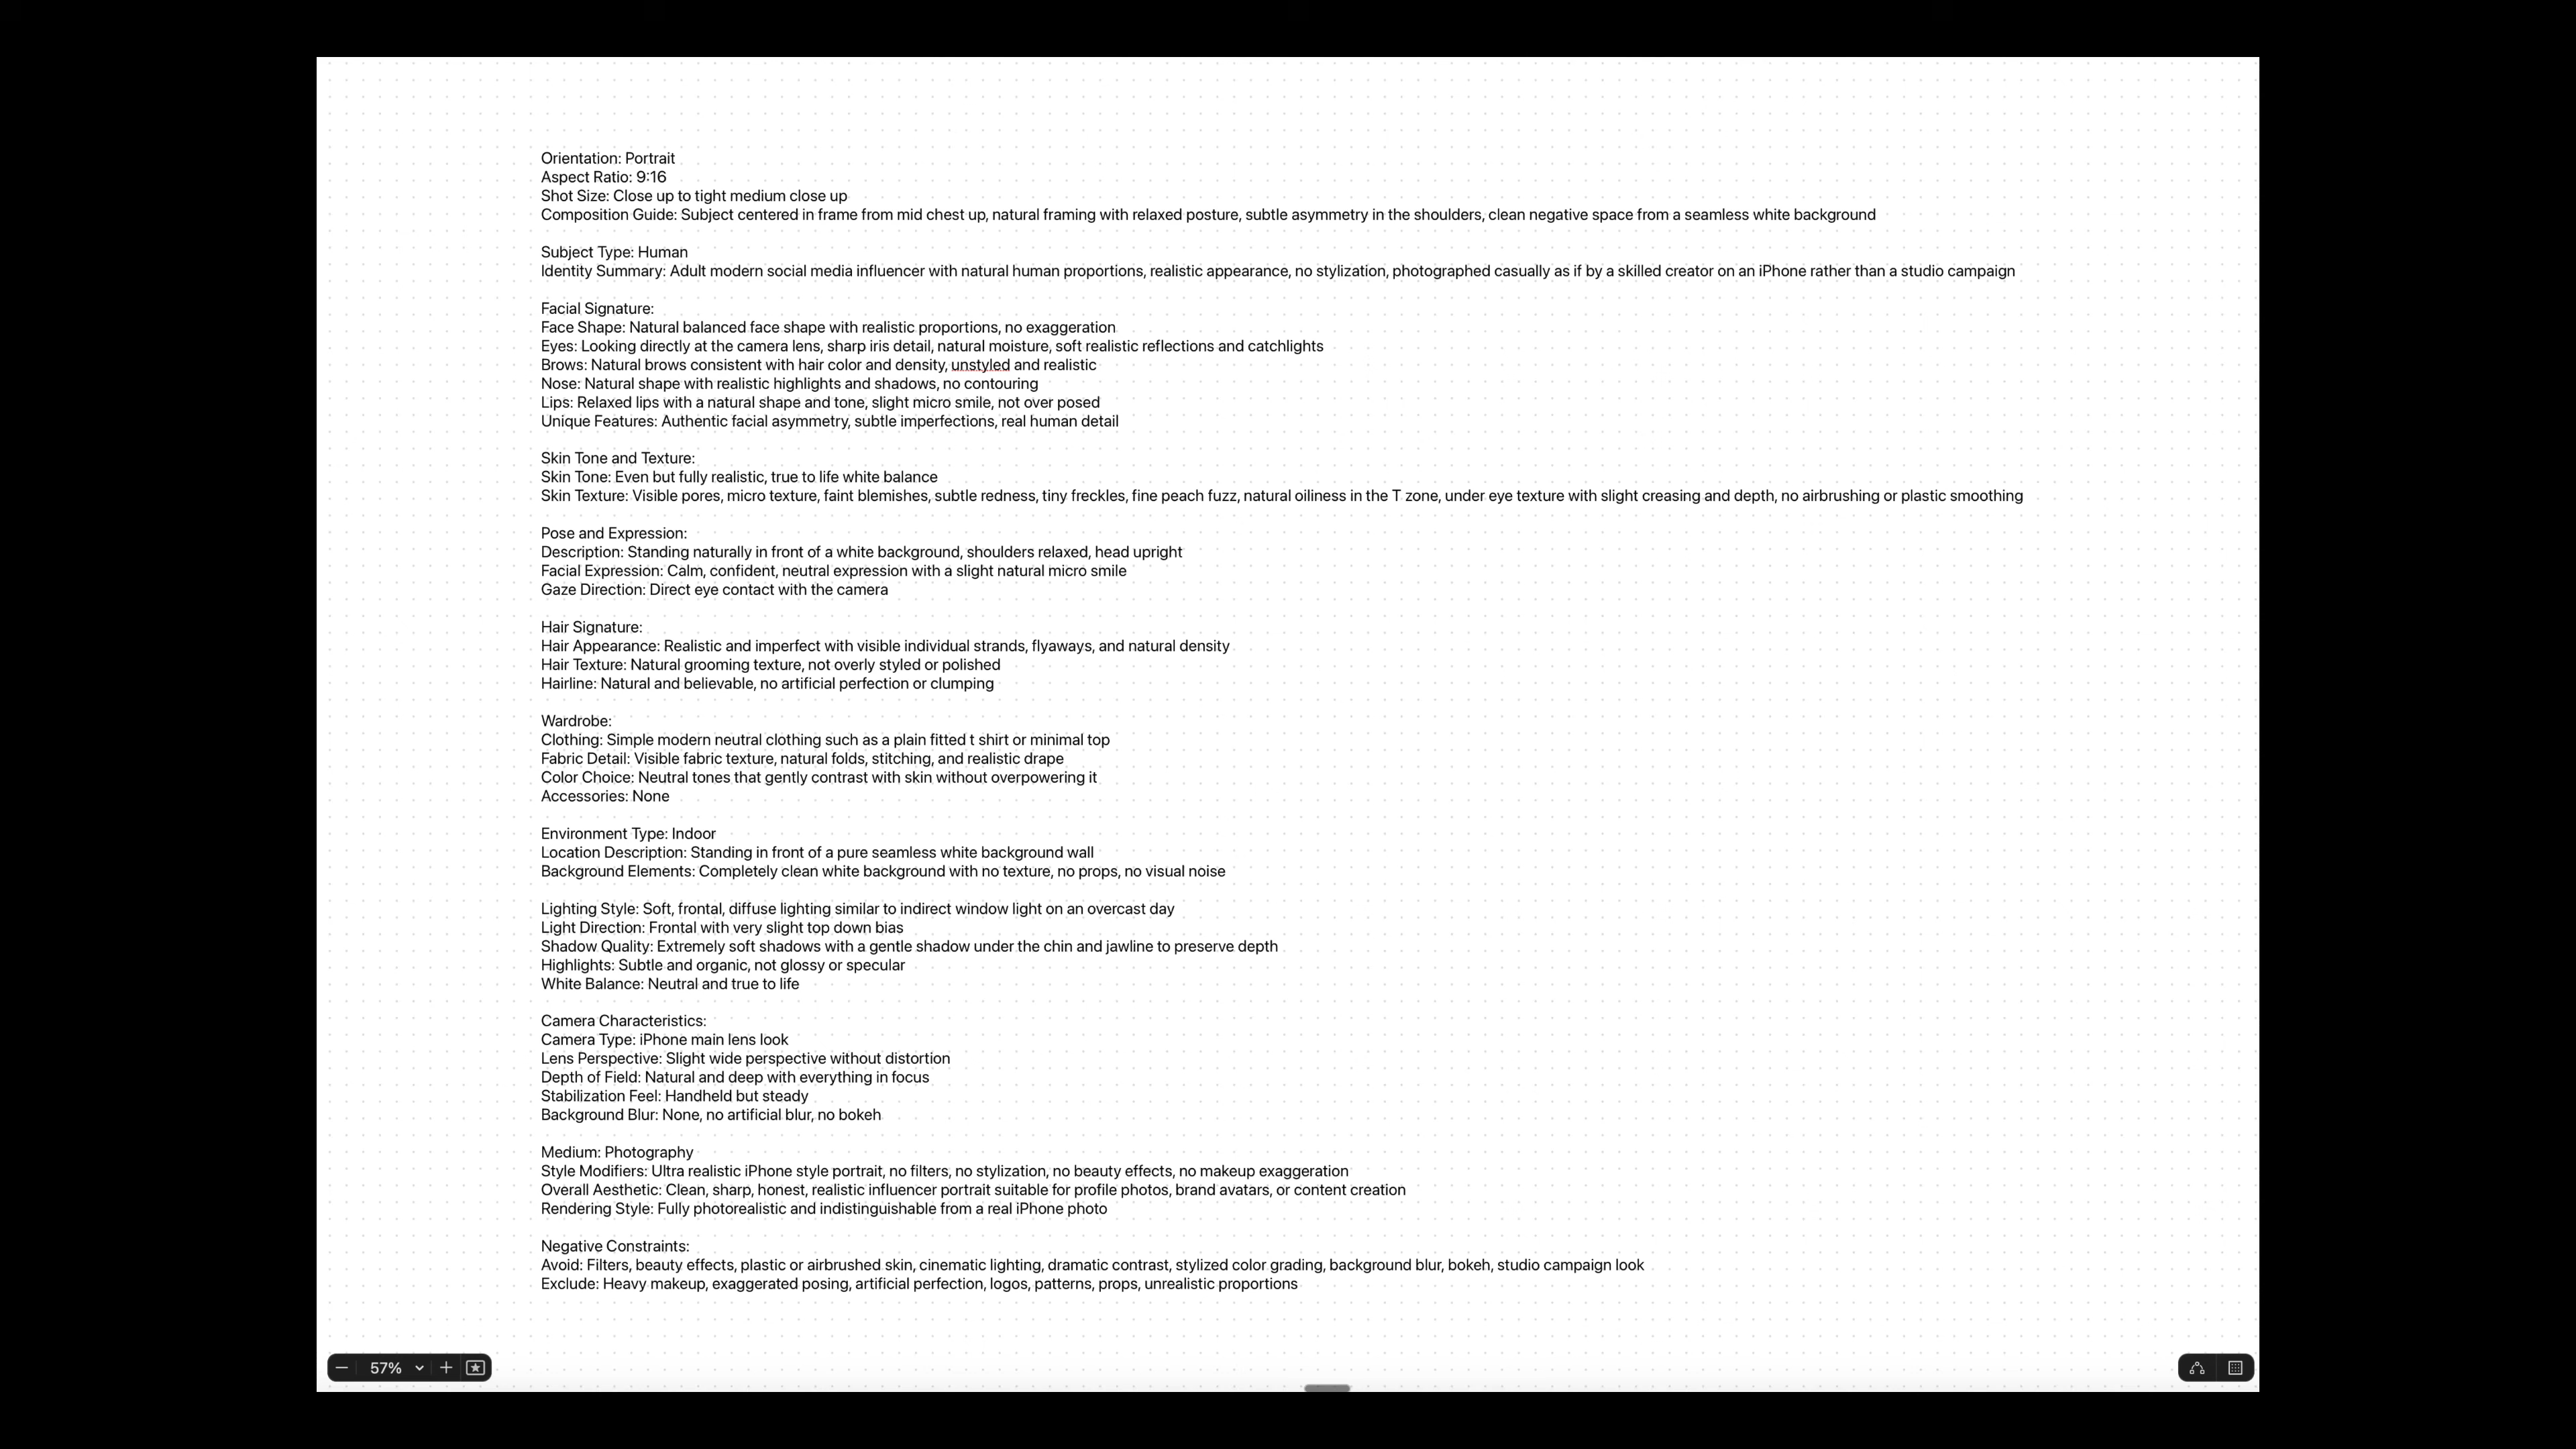 Orientation: Portrait
Aspect Ratio: 9:16
Shot Size: Close up to tight medium close up
Composition Guide: Subject centered in frame from mid chest up, natural framing with relaxed posture, subtle asymmetry in the shoulders, clean negative space from a seamless white background
Subject Type: Human
Identity Summary: Adult modern social media influencer with natural human proportions, realistic appearance, no stylization, photographed casually as if by a skilled creator on an iPhone rather than a studio campaign
Facial Signature:
Face Shape: Natural balanced face shape with realistic proportions, no exaggeration
Eyes: Looking directly at the camera lens, sharp iris detail, natural moisture, soft realistic reflections and catchlights
Brows: Natural brows consistent with hair color and density, unstyled and realistic
Nose: Natural shape with realistic highlights and shadows, no contouring
Lips: Relaxed lips with a natural shape and tone, slight micro smile, not over posed
Unique Features: Authentic facial asymmetry, subtle imperfections, real human detail
Skin Tone and Texture:
Skin Tone: Even but fully realistic, true to life white balance
Skin Texture: Visible pores, micro texture, faint blemishes, subtle redness, tiny freckles, fine peach fuzz, natural oiliness in the T zone, under eye texture with slight creasing and depth, no airbrushing or plastic smoothing
Pose and Expression:
Description: Standing naturally in front of a white background, shoulders relaxed, head upright
Facial Expression: Calm, confident, neutral expression with a slight natural micro smile
Gaze Direction: Direct eye contact with the camera
Hair Signature:
Hair Appearance: Realistic and imperfect with visible individual strands, flyaways, and natural density
Hair Texture: Natural grooming texture, not overly styled or polished
Hairline: Natural and believable, no artificial perfection or clumping
Wardrobe:
Clothing: Simple modern neutral clothing such as a plain fitted t shirt or minimal top
Fabric Detail: Visible fabric texture, natural folds, stitching, and realistic drape
Color Choice: Neutral tones that gently contrast with skin without overpowering it
Accessories: None
Environment Type: Indoor
Location Description: Standing in front of a pure seamless white background wall
Background Elements: Completely clean white background with no texture, no props, no visual noise
Lighting Style: Soft, frontal, diffuse lighting similar to indirect window light on an overcast day
Light Direction: Frontal with very slight top down bias
Shadow Quality: Extremely soft shadows with a gentle shadow under the chin and jawline to preserve depth
Highlights: Subtle and organic, not glossy or specular
White Balance: Neutral and true to life
Camera Characteristics:
Camera Type: iPhone main lens look
Lens Perspective: Slight wide perspective without distortion
Depth of Field: Natural and deep with everything in focus
Stabilization Feel: Handheld but steady
Background Blur: None, no artificial blur, no bokeh
Medium: Photography
Style Modifiers: Ultra realistic iPhone style portrait, no filters, no stylization, no beauty effects, no makeup exaggeration
Overall Aesthetic: Clean, sharp, honest, realistic influencer portrait suitable for profile photos, brand avatars, or content creation
Rendering Style: Fully photorealistic and indistinguishable from a real iPhone photo
Negative Constraints:
Avoid: Filters, beauty effects, plastic or airbrushed skin, cinematic lighting, dramatic contrast, stylized color grading, background blur, bokeh, studio campaign look
Exclude: Heavy makeup, exaggerated posing, artificial perfection, logos, patterns, props, unrealistic proportions
57%